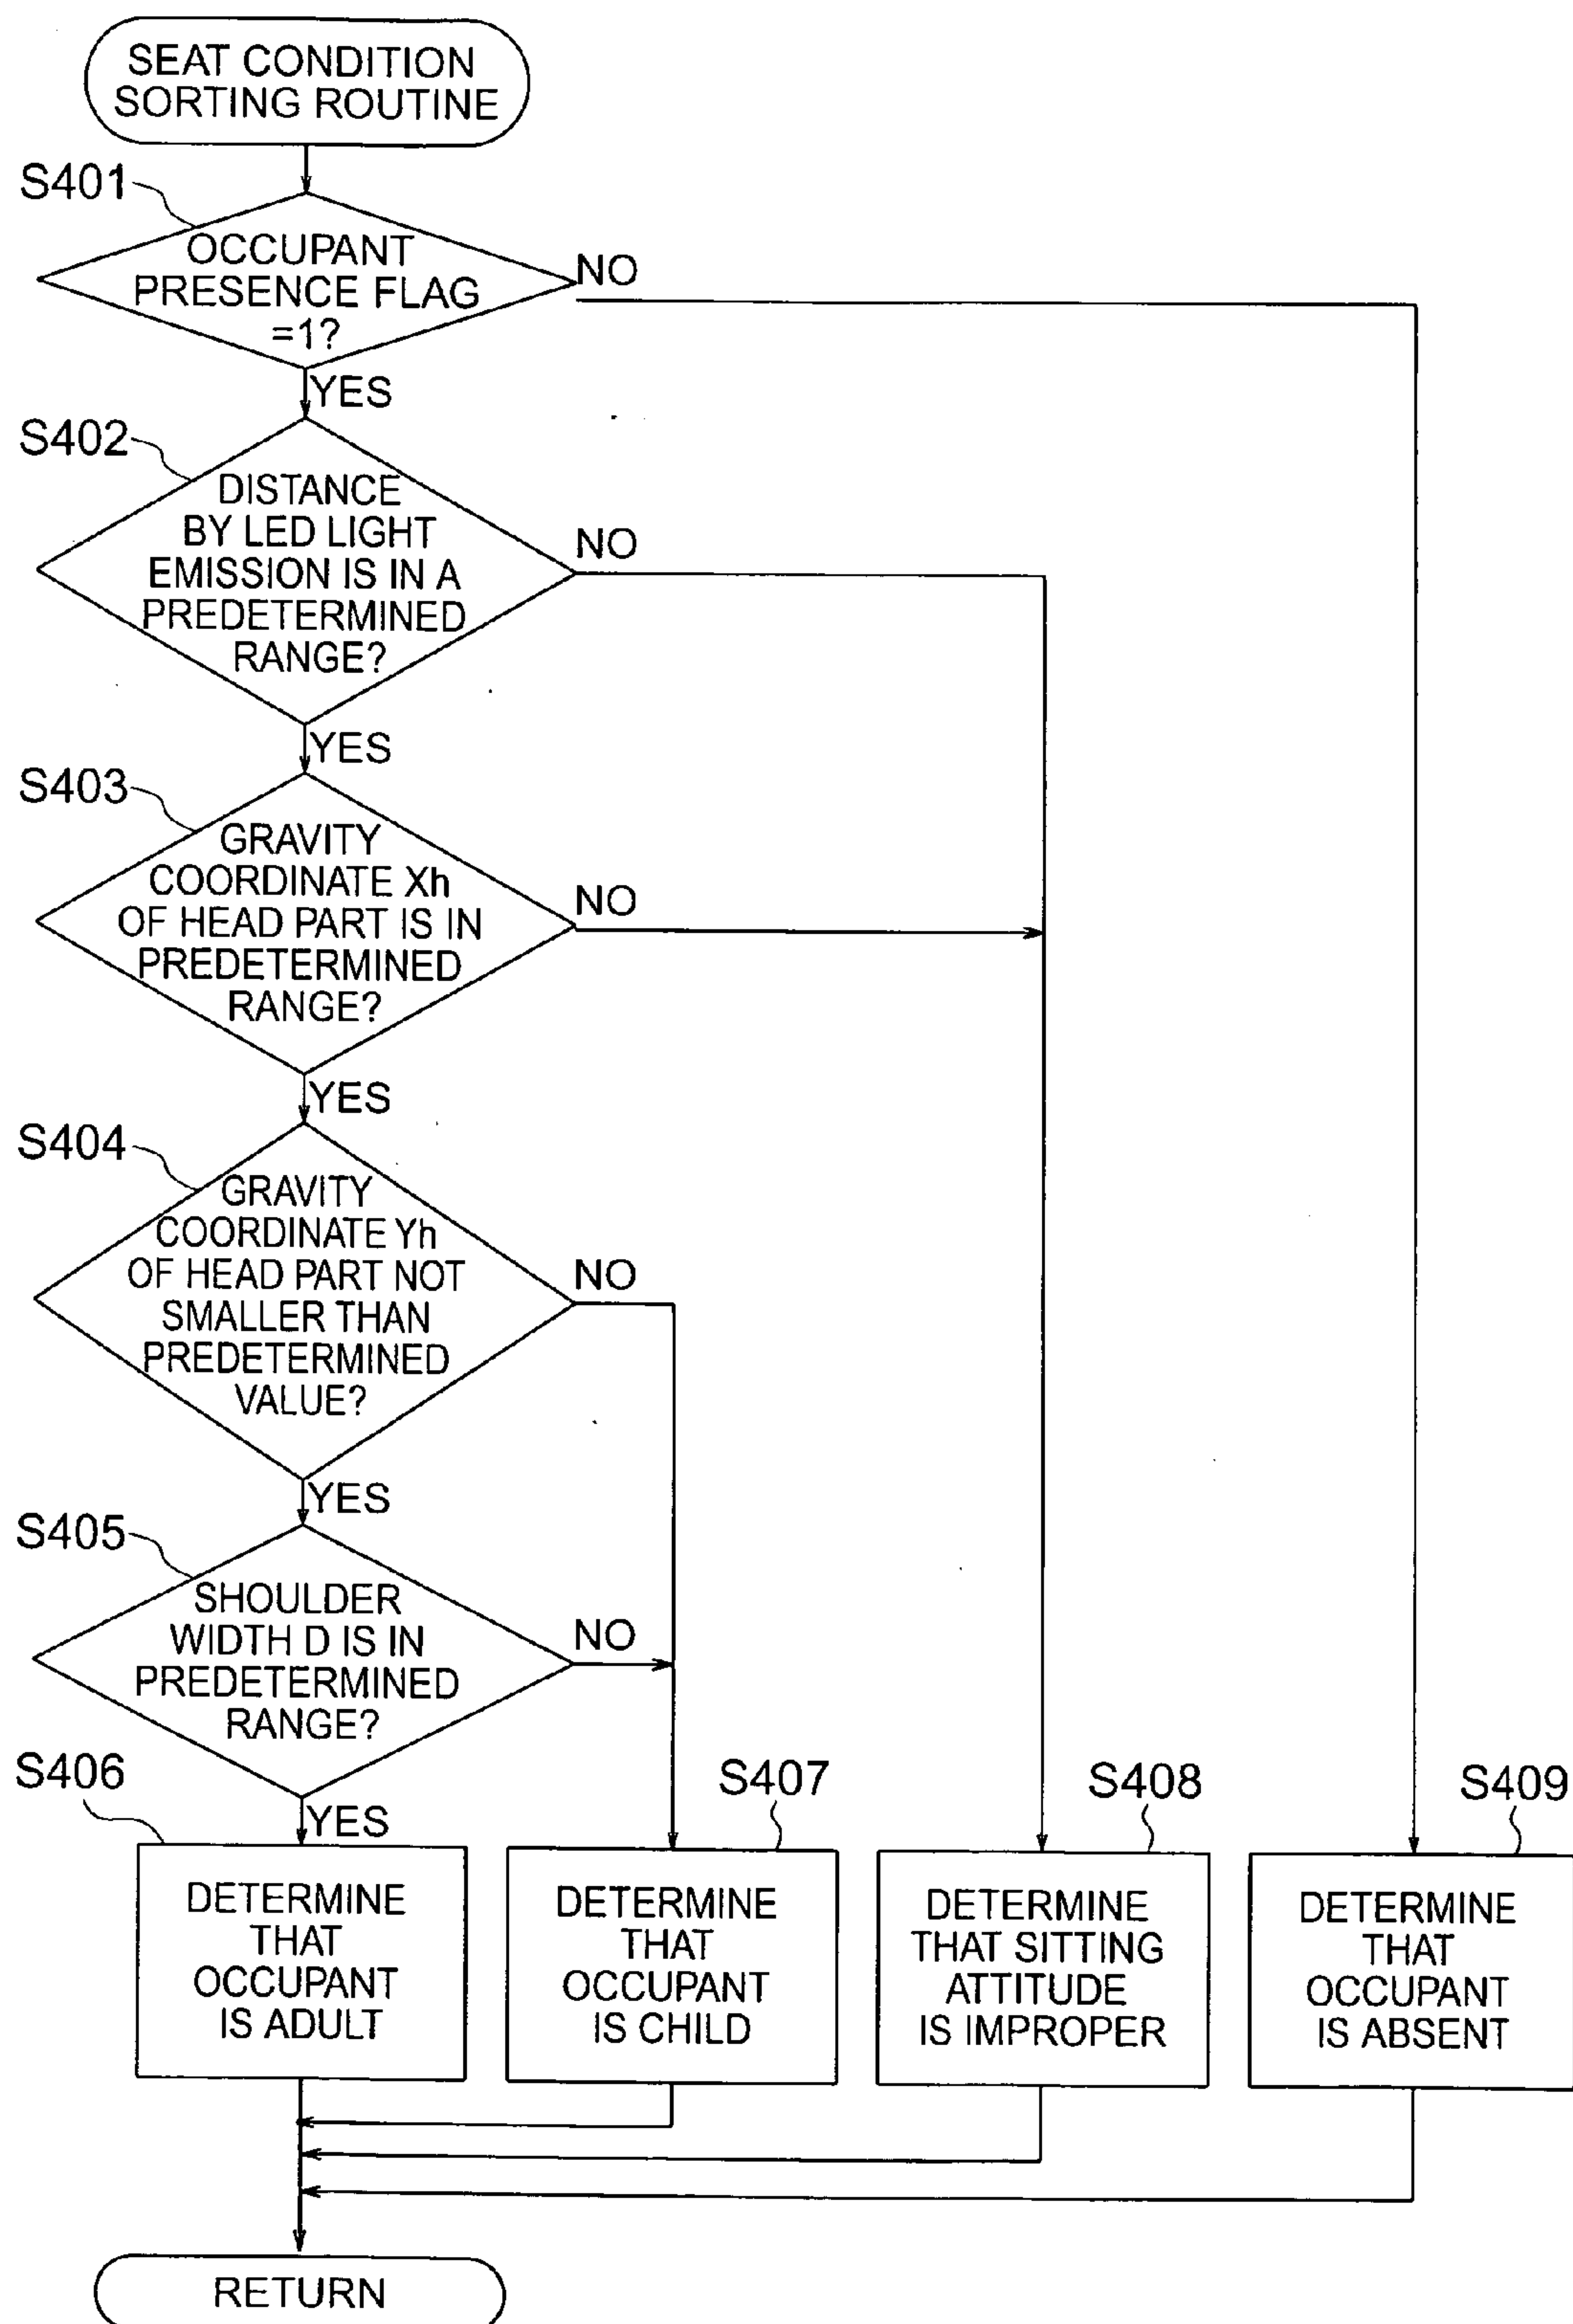 SEAT CONDITION
SORTING ROUTINE
S401
OCCUPANT
PRESENCE FLAG
=1?
NO
YES
S402
DISTANCE
BY LED LIGHT
EMISSION IS IN A
PREDETERMINED
RANGE?
NO
YES
S403
GRAVITY
COORDINATE Xh
OF HEAD PART IS IN
PREDETERMINED
RANGE?
NO
YES
S404
GRAVITY
COORDINATE Yh
OF HEAD PART NOT
SMALLER THAN
PREDETERMINED
VALUE?
NO
YES
S405
SHOULDER
WIDTH D IS IN
PREDETERMINED
RANGE?
NO
YES
S406
DETERMINE
THAT
OCCUPANT
IS ADULT
S407
DETERMINE
THAT
OCCUPANT
IS CHILD
S408
DETERMINE
THAT SITTING
ATTITUDE
IS IMPROPER
S409
DETERMINE
THAT
OCCUPANT
IS ABSENT
RETURN